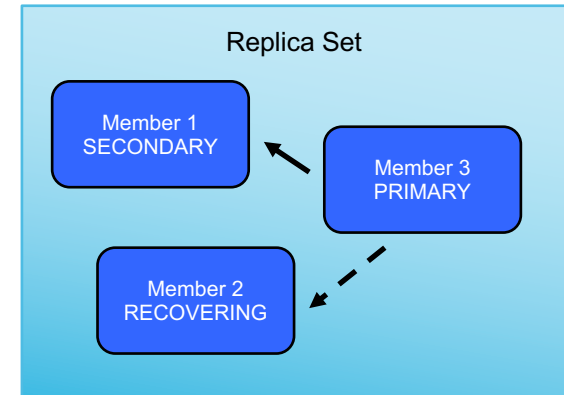 Replica Set
Member 1
SECONDARY
Member 3
PRIMARY
Member 2
RECOVERING